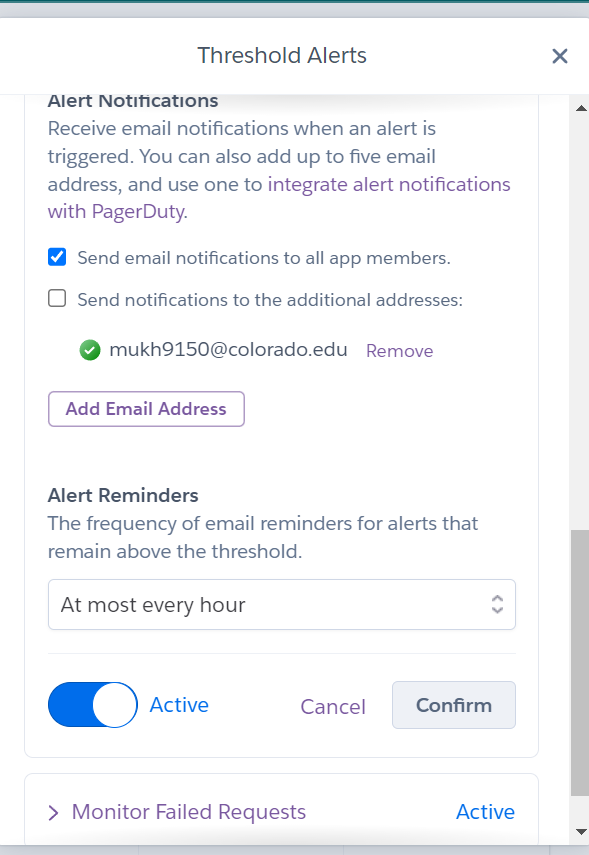 Threshold Alerts
Alert Notifications
Receive email notifications when an alert is
triggered. You can also add up to five email
address, and use one to integrate alert notifications
with PagerDuty.
Send email notifications to all app members.
Send notifications to the additional addresses:
mukh9150@colorado.edu Remove
Add Email Address
Alert Reminders
The frequency of email reminders for alerts that
remain above the threshold.
At most every hour
Active Cancel Confirm
Monitor Failed Requests Active